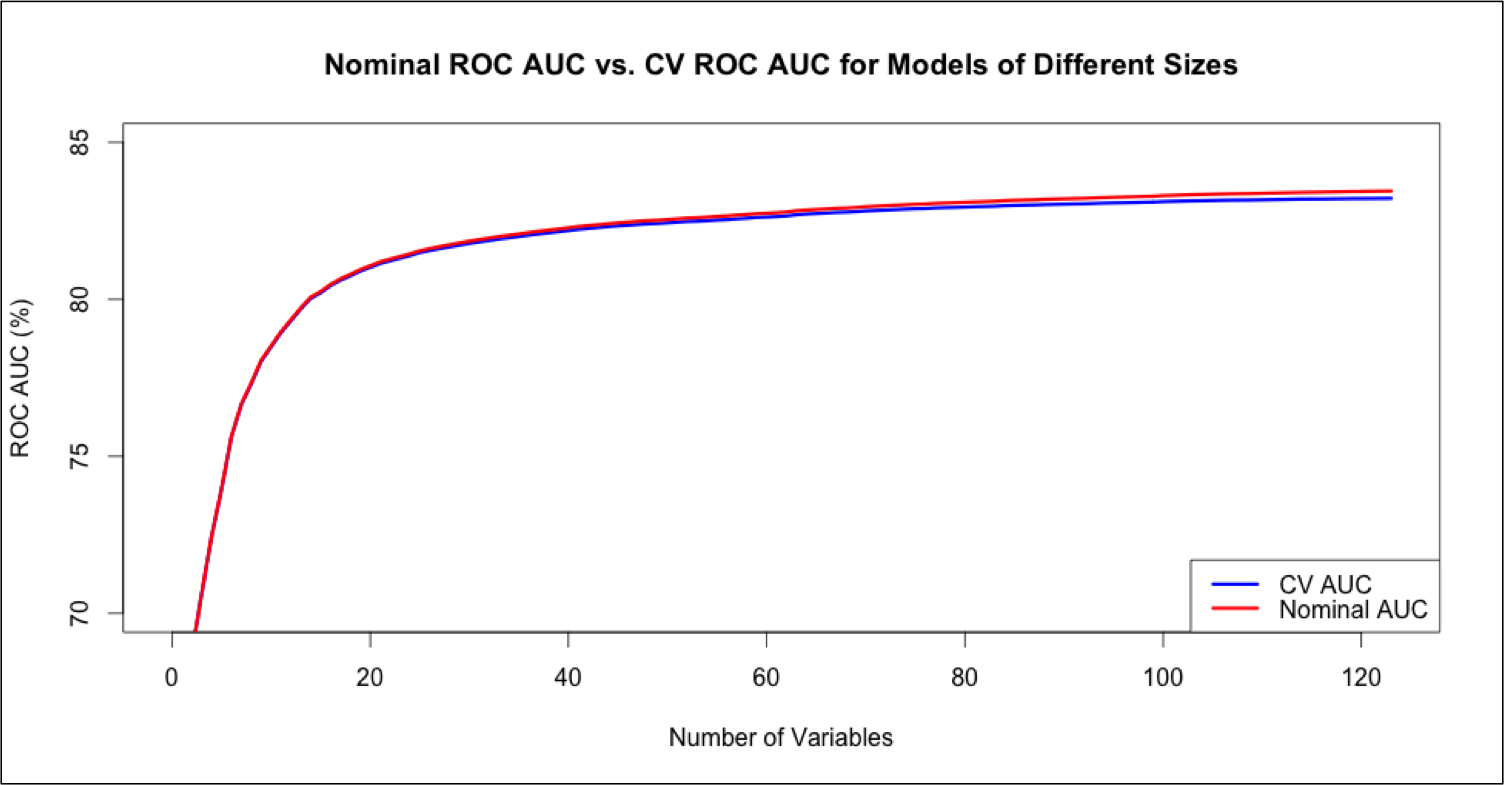 Nominal ROC AUC vs. CV ROC AUC for Models of Different Sizes
85
80
75
70
ROC AUC (%)
0 20 40 60 80 100 120
Number of Variables
CV AUC
Nominal AUC